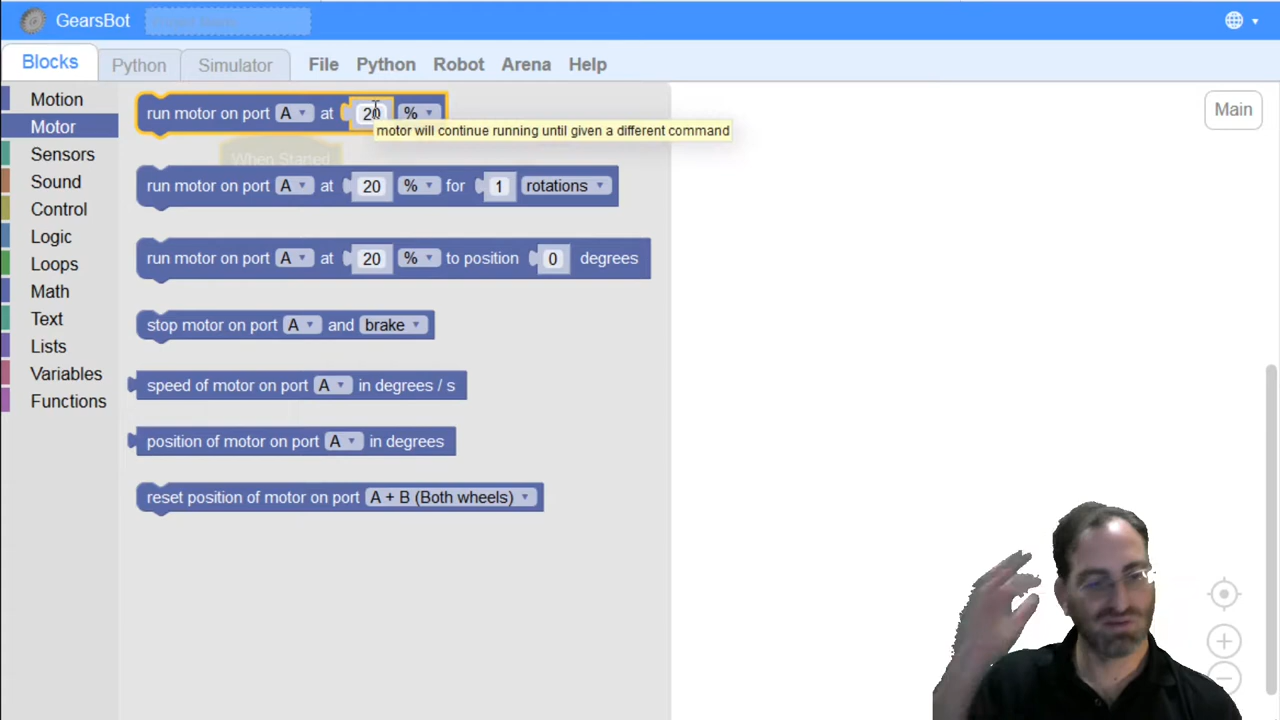 GearsBot
Blocks
Python
Simulator
File
Python
Robot
Arena
Help
Motion
Motor
Sensors
Sound
Control
Logic
Loops
Math
Text
Lists
Variables
Functions
run motor on port A at 20 %
motor will continue running until given a different command
When Started
run motor on port A at 20 % for 1 rotations
run motor on port A at 20 % to position 0 degrees
stop motor on port A and brake
speed of motor on port A in degrees / s
position of motor on port A in degrees
reset position of motor on port A + B (Both wheels)
Main